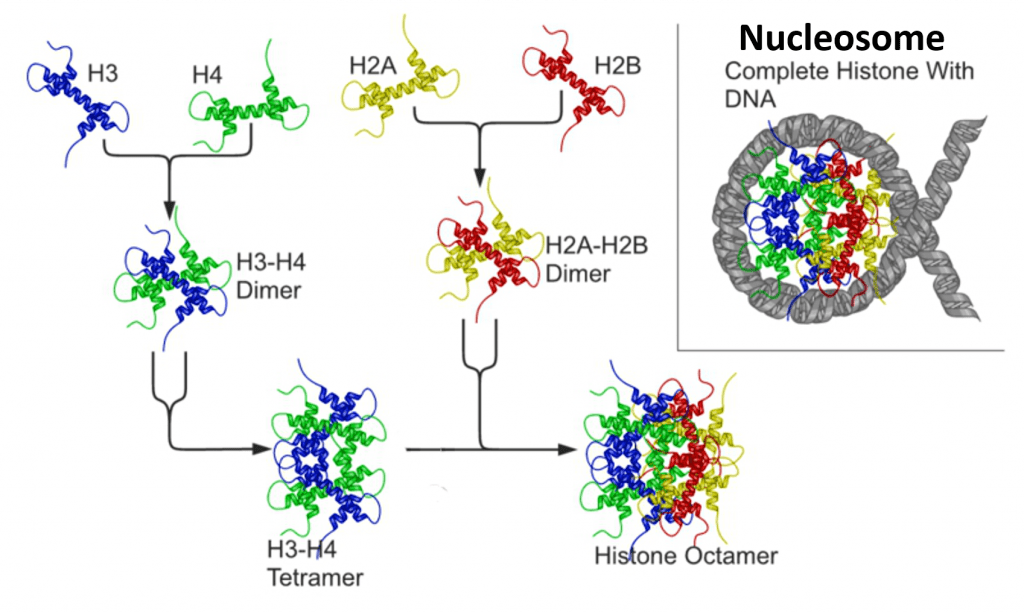 H3
H4
H2A
H2B
Nucleosome
Complete Histone With
DNA
H3-H4
Dimer
H2A-H2B
Dimer
H3-H4
Tetramer
Histone Octamer